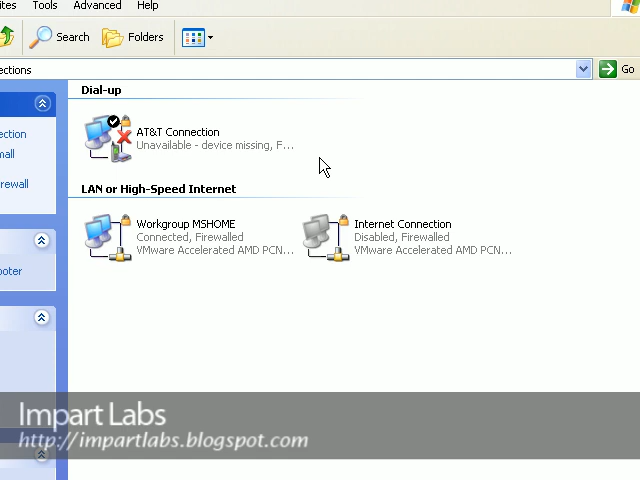 ites Tools Advanced Help
Search Folders
ections Go
Dial-up
ection
AT&T Connection
Unavailable - device missing, F...
mall
irewall
LAN or High-Speed Internet
Workgroup MSHOME
Connected, Firewalled
VMware Accelerated AMD PCN...
Internet Connection
Disabled, Firewalled
VMware Accelerated AMD PCN...
ooter
Impart Labs
http://impartlabs.blogspot.com